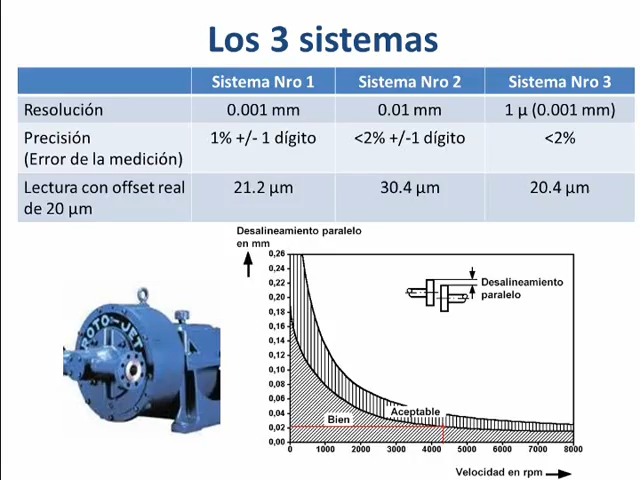 Los 3 sistemas
Sistema Nro 1 Sistema Nro 2 Sistema Nro 3
Resolución 0.001 mm 0.01 mm 1 µ (0.001 mm)
Precisión 1% +/- 1 dígito <2% +/-1 dígito <2%
(Error de la medición)
Lectura con offset real 21.2 µm 30.4 µm 20.4 µm
de 20 µm
Desalineamiento paralelo
en mm
0,26
0,24
0,22
0,20
0,18
0,16
0,14
0,12
0,10
0,08
0,06
0,04
0,02
0,00
Desalineamiento
paralelo
Aceptable
Bien
0 1000 2000 3000 4000 5000 6000 7000 8000
Velocidad en rpm
ROTO-JET